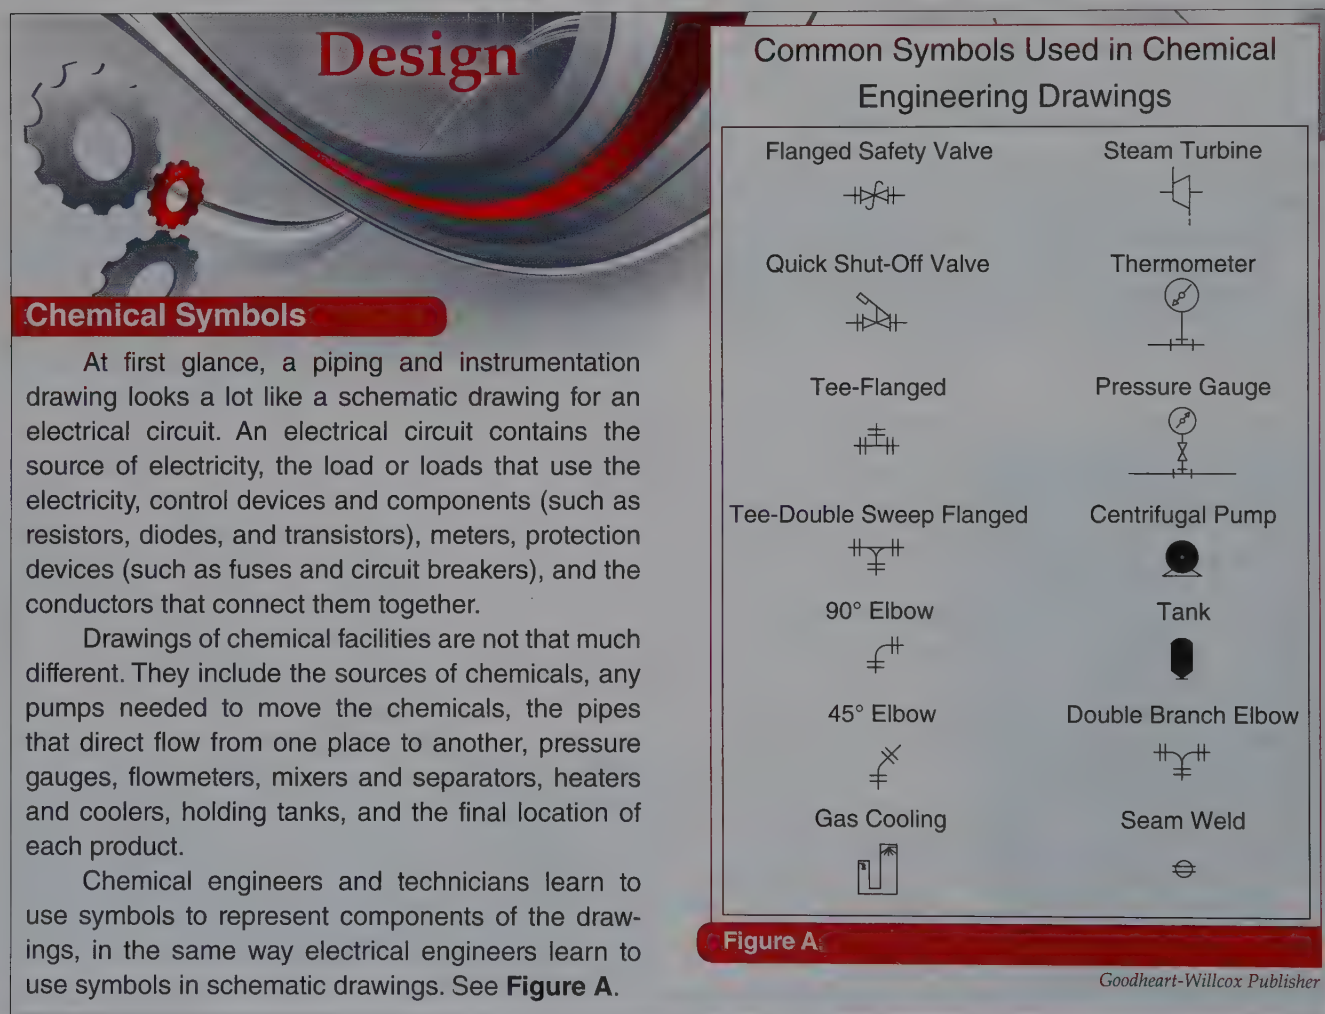 Design
Chemical Symbols
At first glance, a piping and instrumentation
drawing looks a lot like a schematic drawing for an
electrical circuit. An electrical circuit contains the
source of electricity, the load or loads that use the
electricity, control devices and components (such as
resistors, diodes, and transistors), meters, protection
devices (such as fuses and circuit breakers), and the
conductors that connect them together.
Drawings of chemical facilities are not that much
different. They include the sources of chemicals, any
pumps needed to move the chemicals, the pipes
that direct flow from one place to another, pressure
gauges, flowmeters, mixers and separators, heaters
and coolers, holding tanks, and the final location of
each product.
Chemical engineers and technicians learn to
use symbols to represent components of the draw-
ings, in the same way electrical engineers learn to
use symbols in schematic drawings. See Figure A.
Common Symbols Used in Chemical
Engineering Drawings
Flanged Safety Valve
Steam Turbine
Quick Shut-Off Valve
Thermometer
Tee-Flanged
Pressure Gauge
Tee-Double Sweep Flanged
Centrifugal Pump
90° Elbow
Tank
45° Elbow
Double Branch Elbow
Gas Cooling
Seam Weld
Figure A.
Goodheart-Willcox Publisher